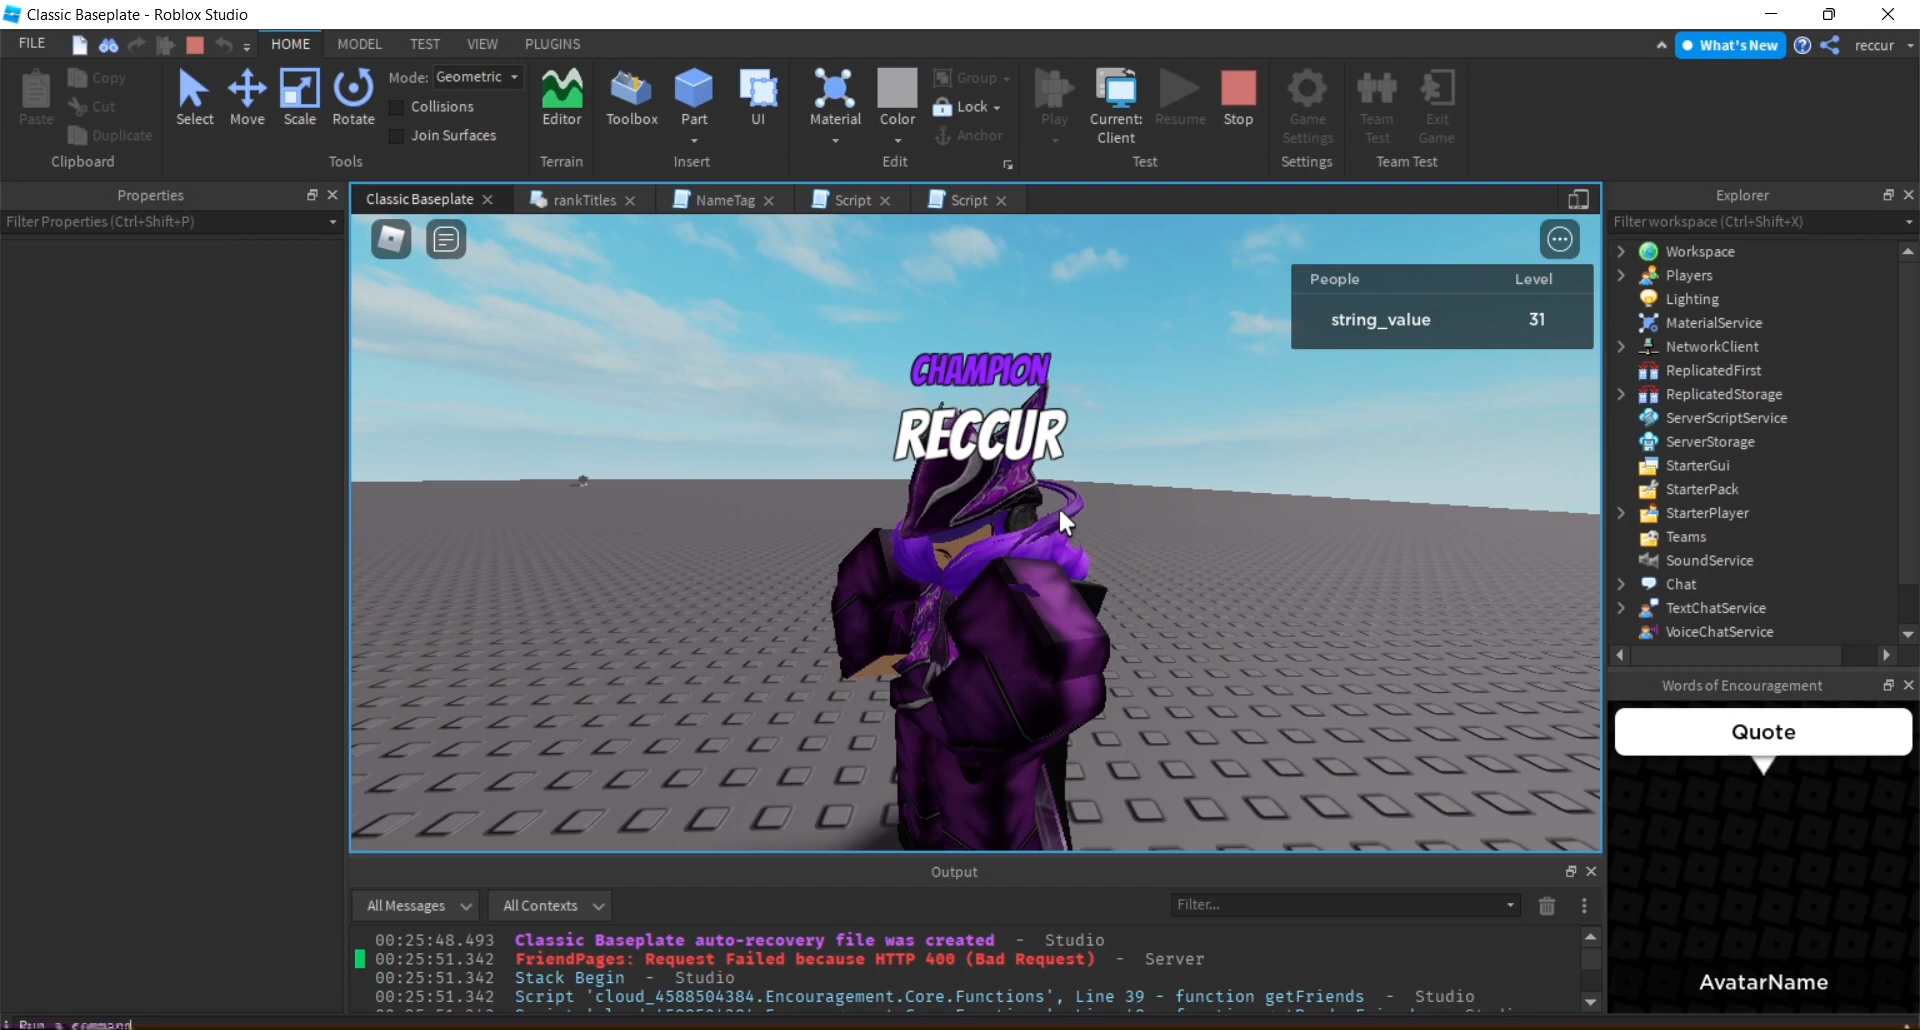 Classic Baseplate - Roblox Studio
FILE HOME MODEL TEST VIEW PLUGINS What's New reccur
Paste Copy Cut Duplicate
Clipboard
Select Move Scale Rotate
Mode: Geometric
Collisions
Join Surfaces
Tools
Editor
Terrain
Toolbox Part UI
Insert
Material Color
Group
Lock
Anchor
Edit
Play Current: Client Resume Stop
Test
Game Settings
Settings
Team Test Exit Game
Team Test
Properties
Filter Properties (Ctrl+Shift+P)
Classic Baseplate rankTitles NameTag Script Script
People Level
string_value 31
CHAMPION
RECCUR
Explorer
Filter workspace (Ctrl+Shift+X)
Workspace
Players
Lighting
MaterialService
NetworkClient
ReplicatedFirst
ReplicatedStorage
ServerScriptService
ServerStorage
StarterGui
StarterPack
StarterPlayer
Teams
SoundService
Chat
TextChatService
VoiceChatService
Words of Encouragement
Quote
AvatarName
Output
All Messages All Contexts Filter...
00:25:48.493 Classic Baseplate auto-recovery file was created - Studio
00:25:51.342 FriendPages: Request Failed because HTTP 400 (Bad Request) - Server
00:25:51.342 Stack Begin - Studio
00:25:51.342 Script 'cloud_4588504384.Encouragement.Core.Functions', Line 39 - function getFriends - Studio
Run a command